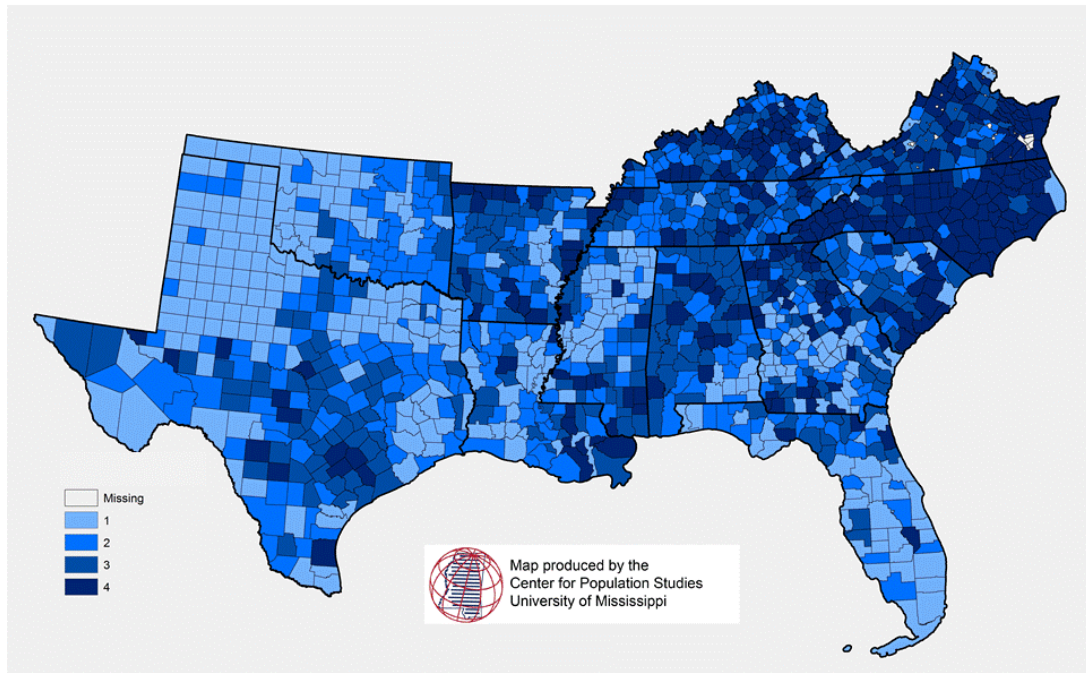 Missing
1
2
3
4
Map produced by the
Center for Population Studies
University of Mississippi